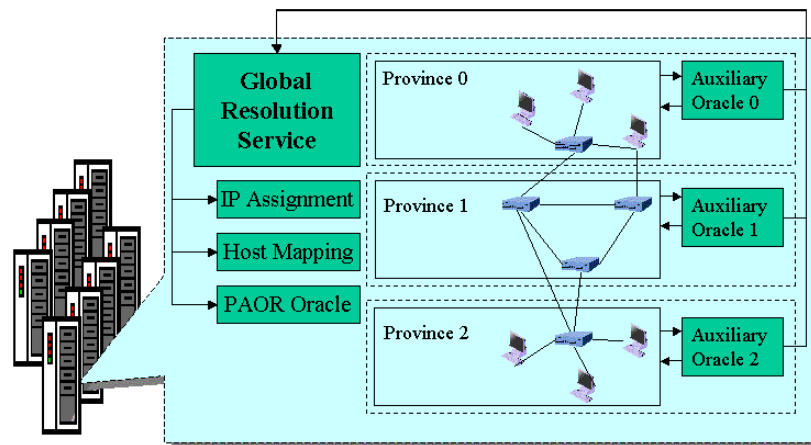 Global
Resolution
Service
IP Assignment
Host Mapping
PAOR Oracle
Province 0
Auxiliary
Oracle 0
Province 1
Auxiliary
Oracle 1
Province 2
Auxiliary
Oracle 2